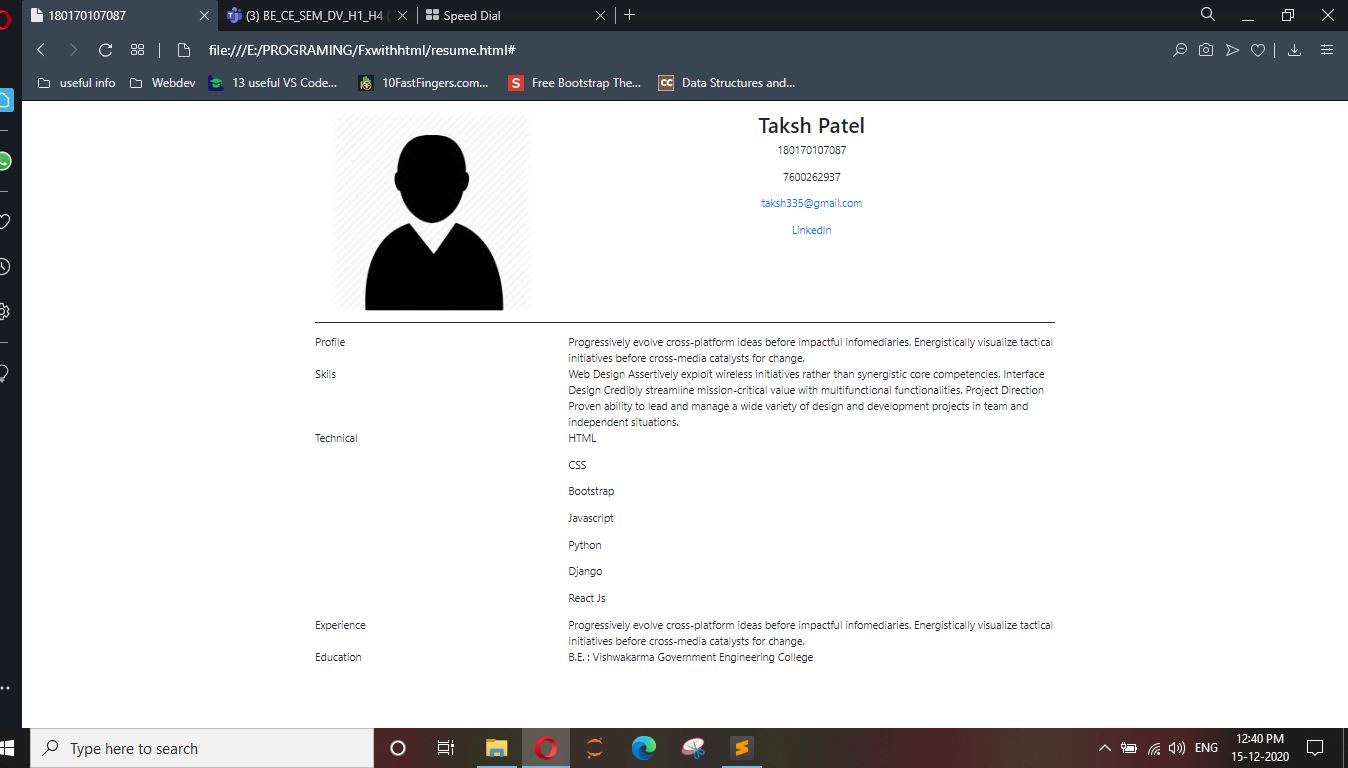 180170107087
(3) BE_CE_SEM_DV_H1_H4 (
Speed Dial
file:///E:/PROGRAMING/Fxwithhtml/resume.html#
useful info
Webdev
13 useful VS Code...
10FastFingers.com...
S
Free Bootstrap The...
CC
Data Structures and...
Taksh Patel
180170107087
7600262937
taksh335@gmail.com
LinkedIn
Profile
Progressively evolve cross-platform ideas before impactful infomediaries. Energistically visualize tactical
initiatives before cross-media catalysts for change.
Skils
Web Design Assertively exploit wireless initiatives rather than synergistic core competencies. Interface
Design Credibly streamline mission-critical value with multifunctional functionalities. Project Direction
Proven ability to lead and manage a wide variety of design and development projects in team and
independent situations.
Technical
HTML
CSS
Bootstrap
Javascript
Python
Django
React Js
Experience
Progressively evolve cross-platform ideas before impactful infomediaries. Energistically visualize tactical
initiatives before cross-media catalysts for change.
Education
B.E. : Vishwakarma Government Engineering College
Type here to search
ENG
12:40 PM
15-12-2020